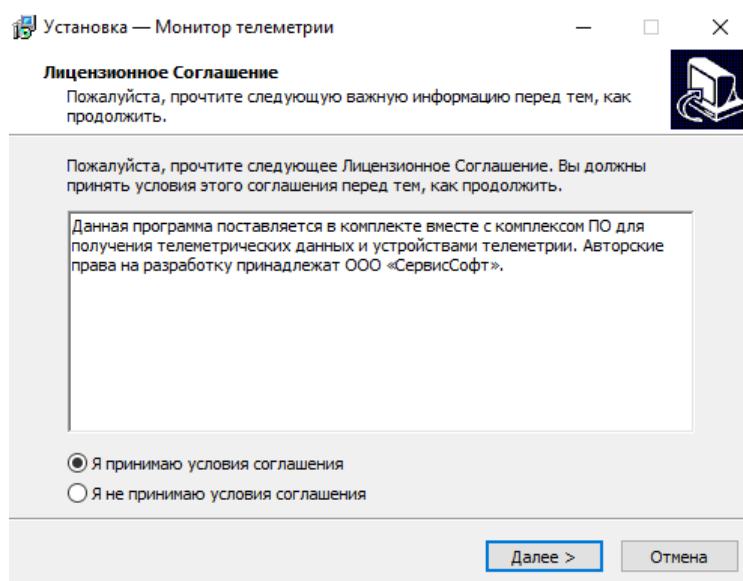 Установка — Монитор телеметрии
Лицензионное Соглашение
Пожалуйста, прочтите следующую важную информацию перед тем, как
продолжить.
Пожалуйста, прочтите следующее Лицензионное Соглашение. Вы должны
принять условия этого соглашения перед тем, как продолжить.
Данная программа поставляется в комплекте вместе с комплексом ПО для
получения телеметрических данных и устройствами телеметрии. Авторские
права на разработку принадлежат ООО «СервисСофт».
Я принимаю условия соглашения
Я не принимаю условия соглашения
Далее >
Отмена